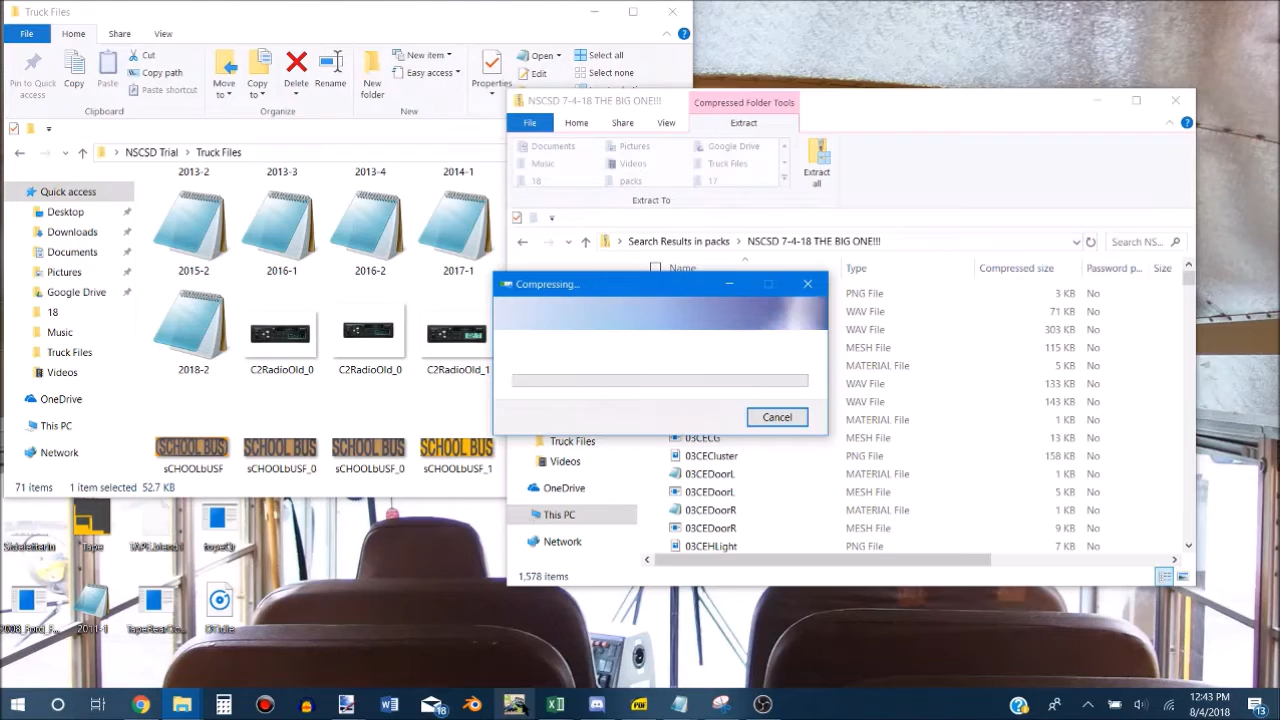 Truck Files
File
Home
Share
View
Pin to Quick access
Copy
Paste
Cut
Copy path
Paste shortcut
Clipboard
Move to
Copy to
Delete
Rename
Organize
New folder
New item
Easy access
New
Properties
Open
Edit
Select all
Select none
NSCSD Trial
Truck Files
Quick access
Desktop
Downloads
Documents
Pictures
Google Drive
18
Music
Truck Files
Videos
OneDrive
This PC
Network
2013-2
2013-3
2013-4
2014-1
2015-2
2016-1
2016-2
2017-1
2018-2
C2RadioOld_0
C2RadioOld_0
C2RadioOld_1
SCHOOL BUS
SCHOOL BUS
SCHOOL BUS
SCHOOL BUS
sCHOOLbUSF
sCHOOLbUSF_0
sCHOOLbUSF_0
sCHOOLbUSF_1
71 items
1 item selected 52.7 KB
NSCSD 7-4-18 THE BIG ONE!!!
Compressed Folder Tools
File
Home
Share
View
Extract
Documents
Pictures
Google Drive
Music
Videos
Truck Files
18
packs
17
Extract To
Extract all
Search Results in packs
NSCSD 7-4-18 THE BIG ONE!!!
Search NS...
Name
Type
Compressed size
Password p...
Size
PNG File 3 KB No
WAV File 71 KB No
WAV File 303 KB No
MESH File 115 KB No
MATERIAL File 5 KB No
WAV File 133 KB No
WAV File 143 KB No
MATERIAL File 1 KB No
03CECG MESH File 13 KB No
03CECluster PNG File 158 KB No
03CEDoorL MATERIAL File 1 KB No
03CEDoorL MESH File 5 KB No
03CEDoorR MATERIAL File 1 KB No
03CEDoorR MESH File 9 KB No
03CEHLight PNG File 7 KB No
Truck Files
Videos
OneDrive
This PC
Network
1,578 items
Compressing...
Cancel
Tape
2011-1
DTidle
18
12:43 PM
8/4/2018
13